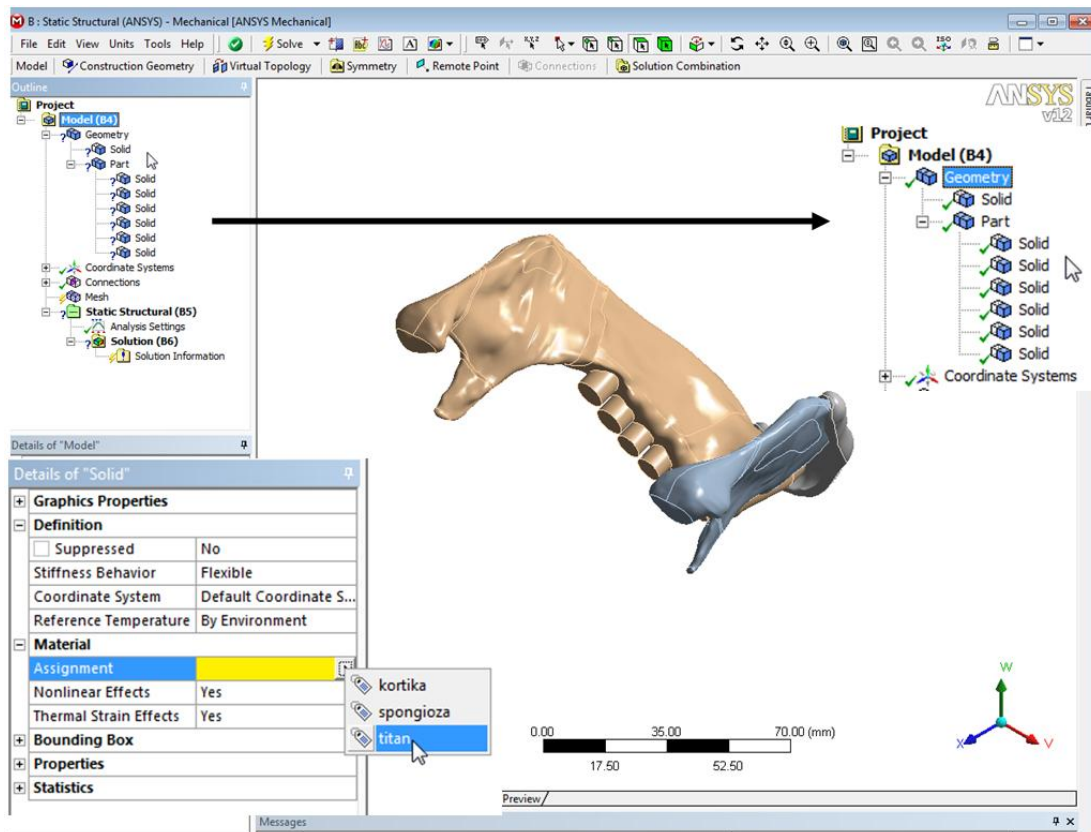 B : Static Structural (ANSYS) - Mechanical [ANSYS Mechanical]
File Edit View Units Tools Help Solve
Model Construction Geometry Virtual Topology Symmetry Remote Point Connections Solution Combination
Outline
Project
Model (B4)
Geometry
Solid
Part
Solid
Solid
Solid
Solid
Solid
Solid
Coordinate Systems
Connections
Mesh
Static Structural (B5)
Analysis Settings
Solution (B6)
Solution Information
ANSYS
v12
Project
Model (B4)
Geometry
Solid
Part
Solid
Solid
Solid
Solid
Solid
Solid
Coordinate Systems
Details of "Model"
Details of "Solid"
Graphics Properties
Definition
Suppressed No
Stiffness Behavior Flexible
Coordinate System Default Coordinate S...
Reference Temperature By Environment
Material
Assignment
Nonlinear Effects Yes
Thermal Strain Effects Yes
Bounding Box
Properties
Statistics
kortika
spongioza
titan
0.00 35.00 70.00 (mm)
17.50 52.50
W
X V
Preview
Messages